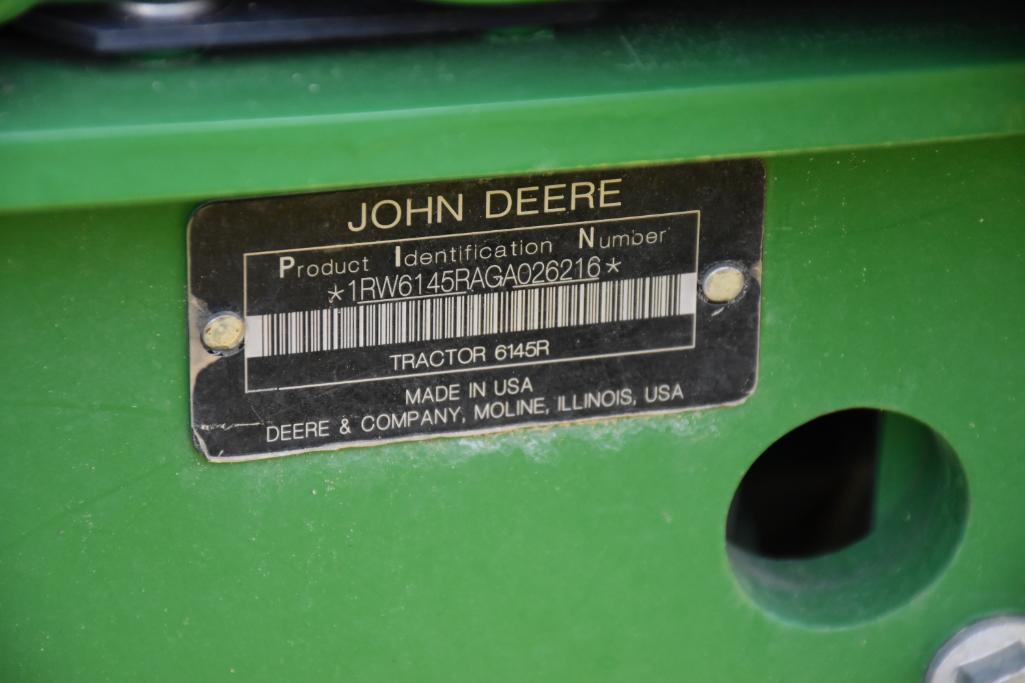 JOHN DEERE
Product Identification Number
*1RW6145RAGA026216*
TRACTOR 6145R
MADE IN USA
DEERE & COMPANY, MOLINE, ILLINOIS, USA